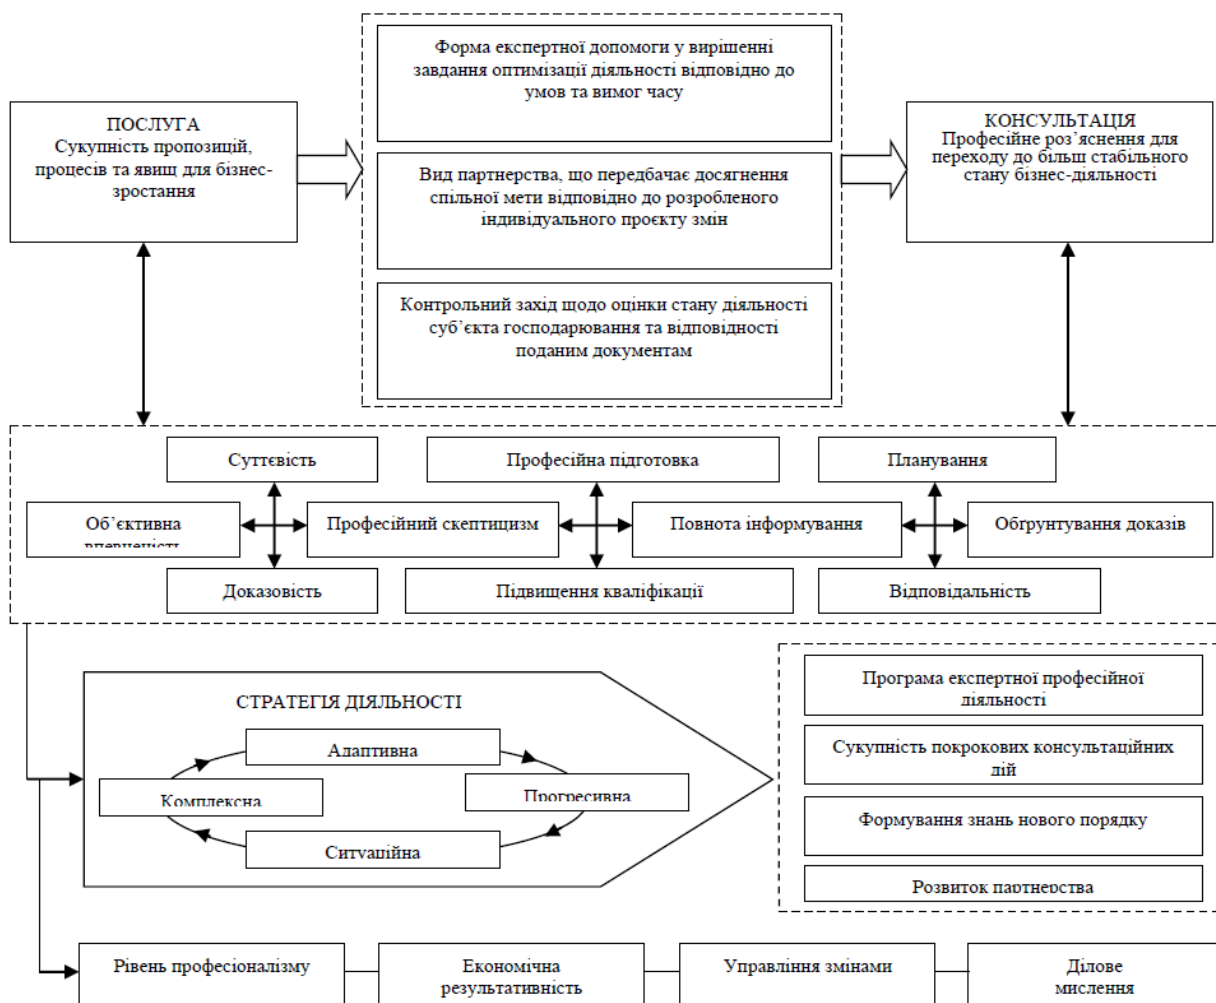 Форма експертної допомоги у вирішенні
завдання оптимізації діяльності відповідно до
умов та вимог часу
ПОСЛУГА
Сукупність пропозицій,
процесів та явищ для бізнес-
зростання
Вид партнерства, що передбачає досягнення
спільної мети відповідно до розробленого
індивідуального проєкту змін
КОНСУЛЬТАЦІЯ
Професійне роз’яснення для
переходу до більш стабільного
стану бізнес-діяльності
Контрольний захід щодо оцінки стану діяльності
суб’єкта господарювання та відповідності
поданим документам
Суттєвість
Професійна підготовка
Планування
Об’єктивна
впевненість
Професійний скептицизм
Повнота інформування
Обґрунтування доказів
Доказовість
Підвищення кваліфікації
Відповідальність
СТРАТЕГІЯ ДІЯЛЬНОСТІ
Адаптивна
Комплексна
Прогресивна
Ситуаційна
Програма експертної професійної
діяльності
Сукупність покрокових консультаційних
дій
Формування знань нового порядку
Розвиток партнерства
Рівень професіоналізму
Економічна
результативність
Управління змінами
Ділове
мислення